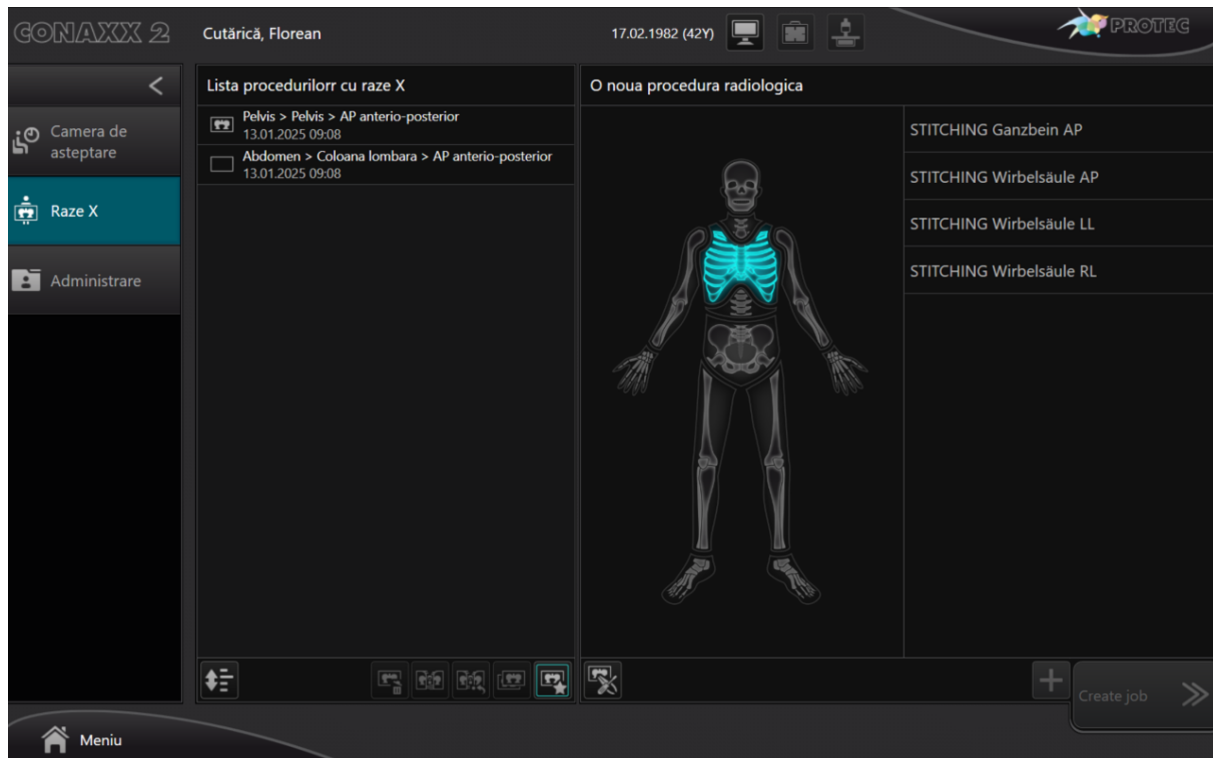 CONAXX 2
Cutărică, Florean
17.02.1982 (42Y)
PROTEC
Lista procedurilorr cu raze X
O noua procedura radiologica
Camera de
asteptare
Raze X
Administrare
Pelvis > Pelvis > AP anterio-posterior
13.01.2025 09:08
Abdomen > Coloana lombara > AP anterio-posterior
13.01.2025 09:08
STITCHING Ganzbein AP
STITCHING Wirbelsäule AP
STITCHING Wirbelsäule LL
STITCHING Wirbelsäule RL
Create job
Meniu